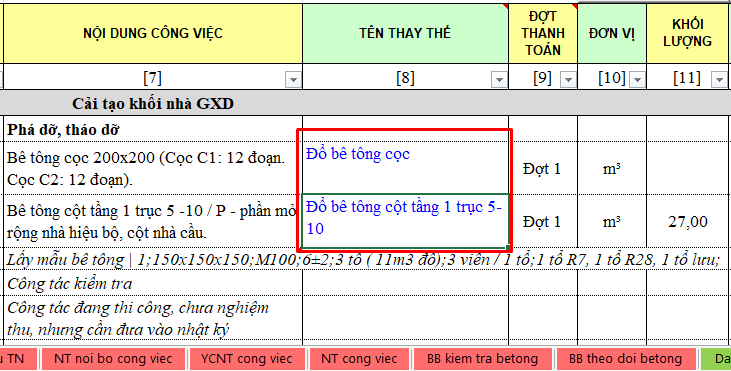 NỘI DUNG CÔNG VIỆC
TÊN THAY THẾ
ĐỢT THANH TOÁN
ĐƠN VỊ
KHỐI LƯỢNG
[7]
[8]
[9]
[10]
[11]
Cải tạo khối nhà GXD
Phá dỡ, tháo dỡ
Bê tông cọc 200x200 (Cọc C1: 12 đoạn.
Cọc C2: 12 đoạn).
Đổ bê tông cọc
Đợt 1
m³
Bê tông cột tầng 1 trục 5 -10 / P - phần mở
rộng nhà hiệu bộ, cột nhà cầu.
Đổ bê tông cột tầng 1 trục 5-
10
Đợt 1
m³
27,00
Lấy mẫu bê tông | 1;150x150x150;M100;6±2;3 tổ ( 11m3 đổ);3 viên / 1 tổ;1 tổ R7, 1 tổ R28, 1 tổ lưu;
Công tác kiểm tra
Công tác đang thi công, chưa nghiệm
thu, nhưng cần đưa vào nhật ký
TN
NT noi bo cong viec
YCNT cong viec
NT cong viec
BB kiem tra betong
BB theo doi betong
Da